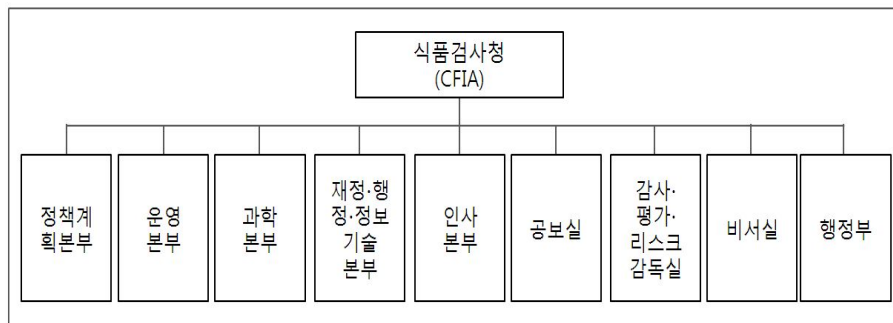 식품검사청
(CFIA)
정책계
획본부
운영
본부
과학
본부
재정·행
정·정보
기술
본부
인사
본부
공보실
감사·
평가·
리스크
감독실
비서실
행정부